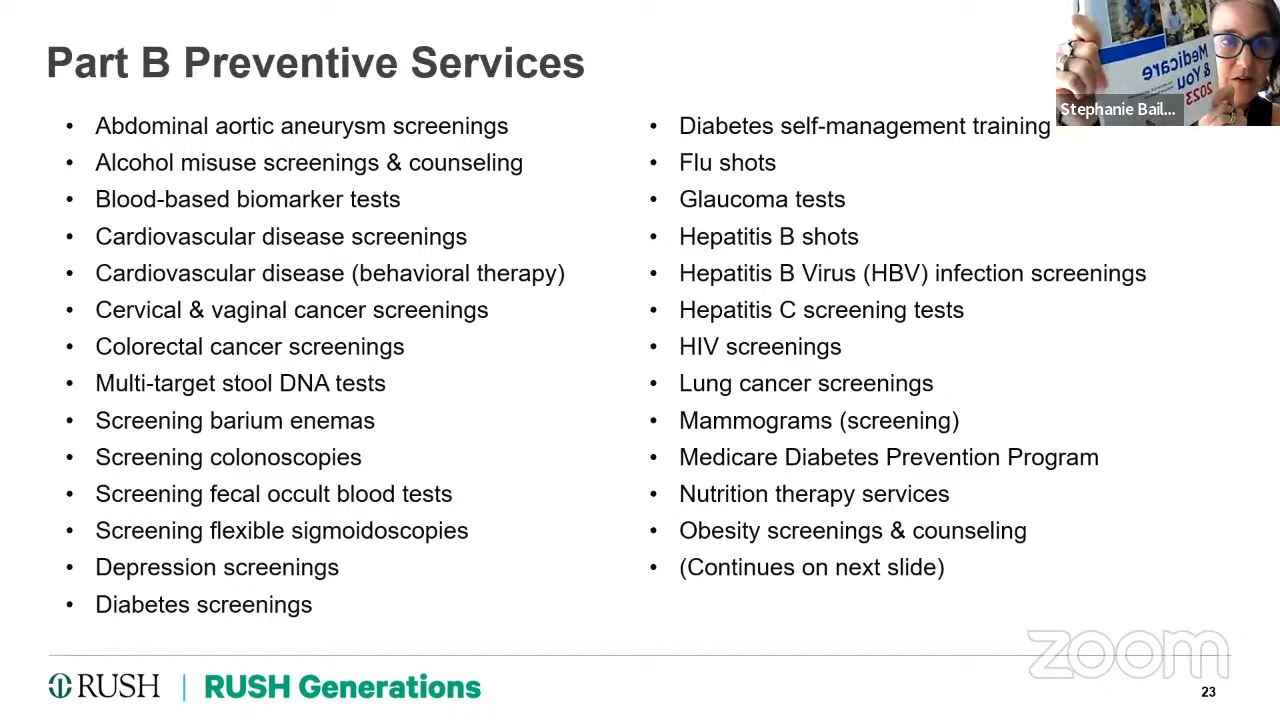 Part B Preventive Services
• Abdominal aortic aneurysm screenings
• Alcohol misuse screenings & counseling
• Blood-based biomarker tests
• Cardiovascular disease screenings
• Cardiovascular disease (behavioral therapy)
• Cervical & vaginal cancer screenings
• Colorectal cancer screenings
• Multi-target stool DNA tests
• Screening barium enemas
• Screening colonoscopies
• Screening fecal occult blood tests
• Screening flexible sigmoidoscopies
• Depression screenings
• Diabetes screenings
• Diabetes self-management training
• Flu shots
• Glaucoma tests
• Hepatitis B shots
• Hepatitis B Virus (HBV) infection screenings
• Hepatitis C screening tests
• HIV screenings
• Lung cancer screenings
• Mammograms (screening)
• Medicare Diabetes Prevention Program
• Nutrition therapy services
• Obesity screenings & counseling
• (Continues on next slide)
Medicare
& You
2023
Stephanie Bail...
zoom
RUSH | RUSH Generations
23